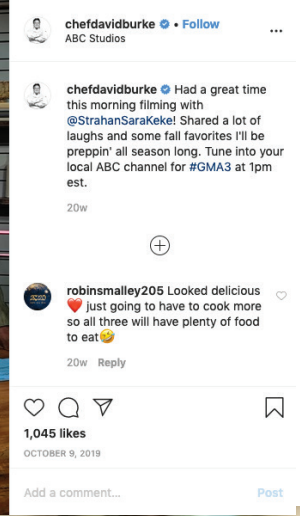 chefdavidburke • Follow
ABC Studios
...
chefdavidburke Had a great time
this morning filming with
@StrahanSaraKeke! Shared a lot of
laughs and some fall favorites I'll be
preppin' all season long. Tune into your
local ABC channel for #GMA3 at 1pm
est.
20w
robinsmalley205 Looked delicious
❤️ just going to have to cook more
so all three will have plenty of food
to eat🤣
20w Reply
1,045 likes
OCTOBER 9, 2019
Add a comment... Post